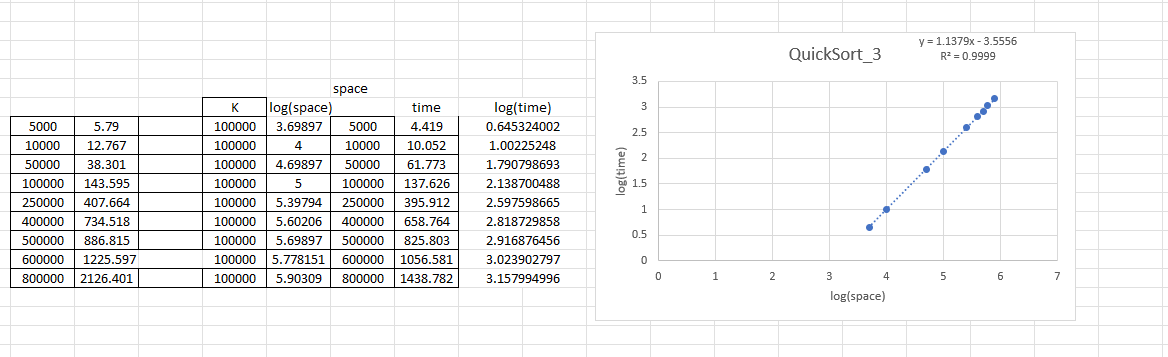 space
K log(space) time log(time)
5000 5.79 100000 3.69897 5000 4.419 0.645324002
10000 12.767 100000 4 10000 10.052 1.00225248
50000 38.301 100000 4.69897 50000 61.773 1.790798693
100000 143.595 100000 5 100000 137.626 2.138700488
250000 407.664 100000 5.39794 250000 395.912 2.597598665
400000 734.518 100000 5.60206 400000 658.764 2.818729858
500000 886.815 100000 5.69897 500000 825.803 2.916876456
600000 1225.597 100000 5.778151 600000 1056.581 3.023902797
800000 2126.401 100000 5.90309 800000 1438.782 3.157994996
QuickSort_3
y = 1.1379x - 3.5556
R² = 0.9999
log(time)
3.5
3
2.5
2
1.5
1
0.5
0
0 1 2 3 4 5 6 7
log(space)